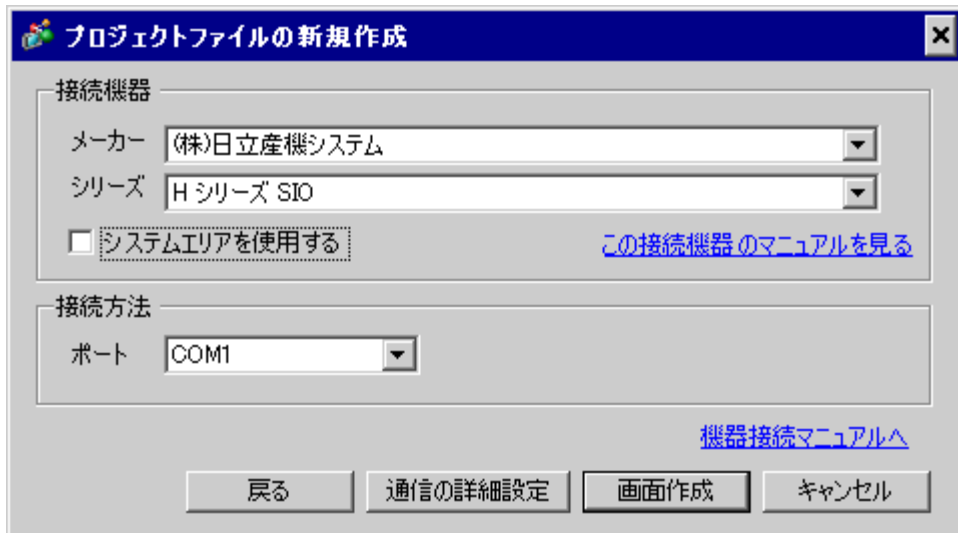 プロジェクトファイルの新規作成
接続機器
メーカー (株)日立産機システム
シリーズ H シリーズ SIO
システムエリアを使用する この接続機器のマニュアルを見る
接続方法
ポート COM1
機器接続マニュアルへ
戻る 通信の詳細設定 画面作成 キャンセル